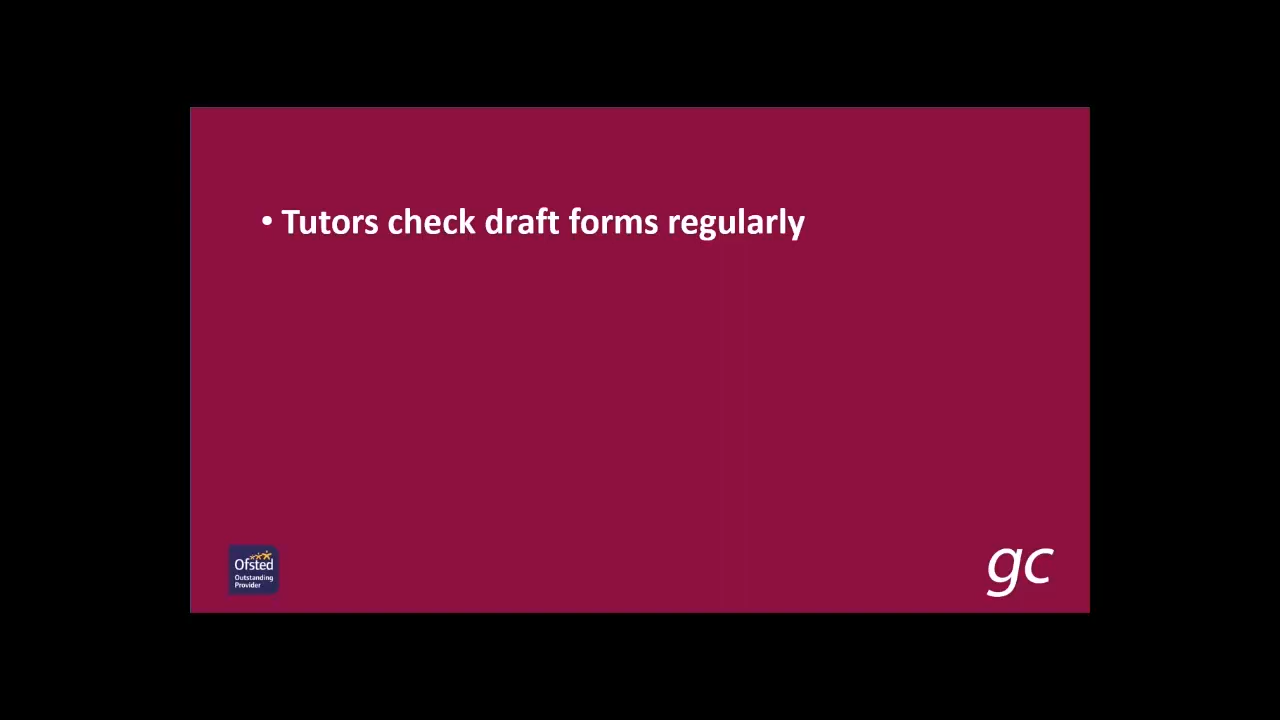 • Tutors check draft forms regularly
Ofsted
Outstanding
Provider
gc